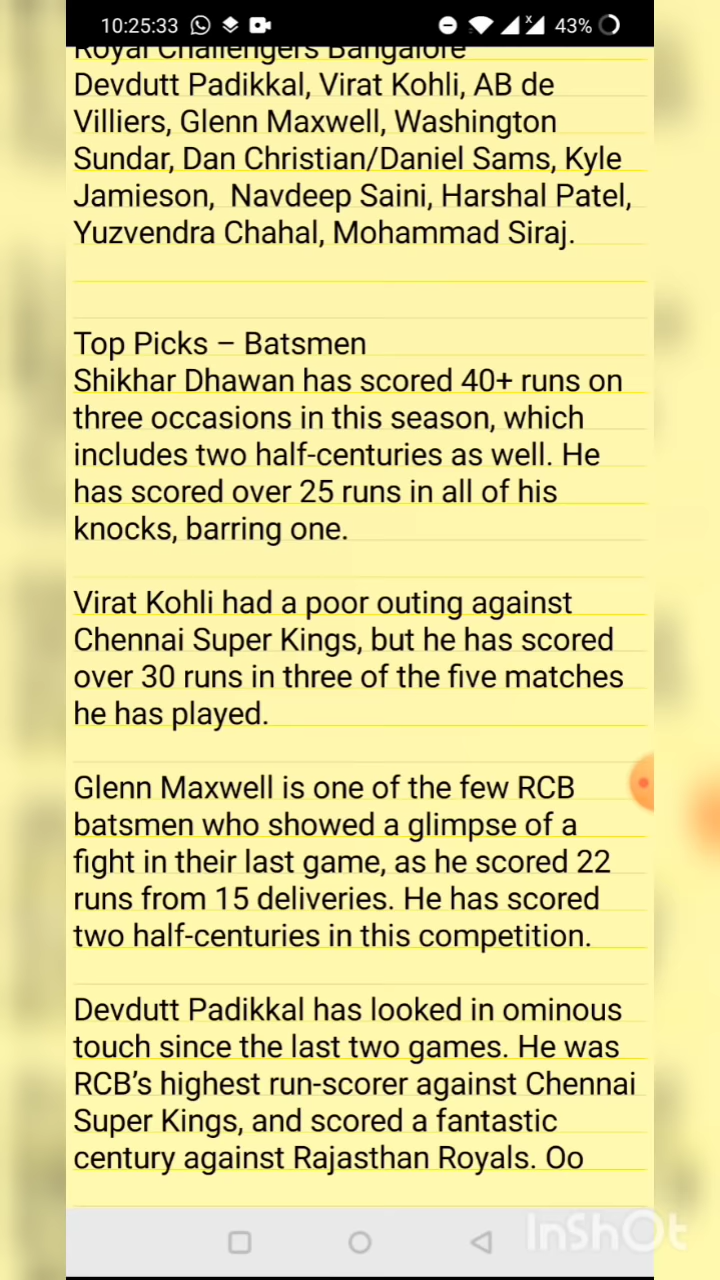 10:25:33
43%
Royal Challengers Bangalore
Devdutt Padikkal, Virat Kohli, AB de
Villiers, Glenn Maxwell, Washington
Sundar, Dan Christian/Daniel Sams, Kyle
Jamieson,  Navdeep Saini, Harshal Patel,
Yuzvendra Chahal, Mohammad Siraj.
Top Picks – Batsmen
Shikhar Dhawan has scored 40+ runs on
three occasions in this season, which
includes two half-centuries as well. He
has scored over 25 runs in all of his
knocks, barring one.
Virat Kohli had a poor outing against
Chennai Super Kings, but he has scored
over 30 runs in three of the five matches
he has played.
Glenn Maxwell is one of the few RCB
batsmen who showed a glimpse of a
fight in their last game, as he scored 22
runs from 15 deliveries. He has scored
two half-centuries in this competition.
Devdutt Padikkal has looked in ominous
touch since the last two games. He was
RCB’s highest run-scorer against Chennai
Super Kings, and scored a fantastic
century against Rajasthan Royals. Oo
InShOt